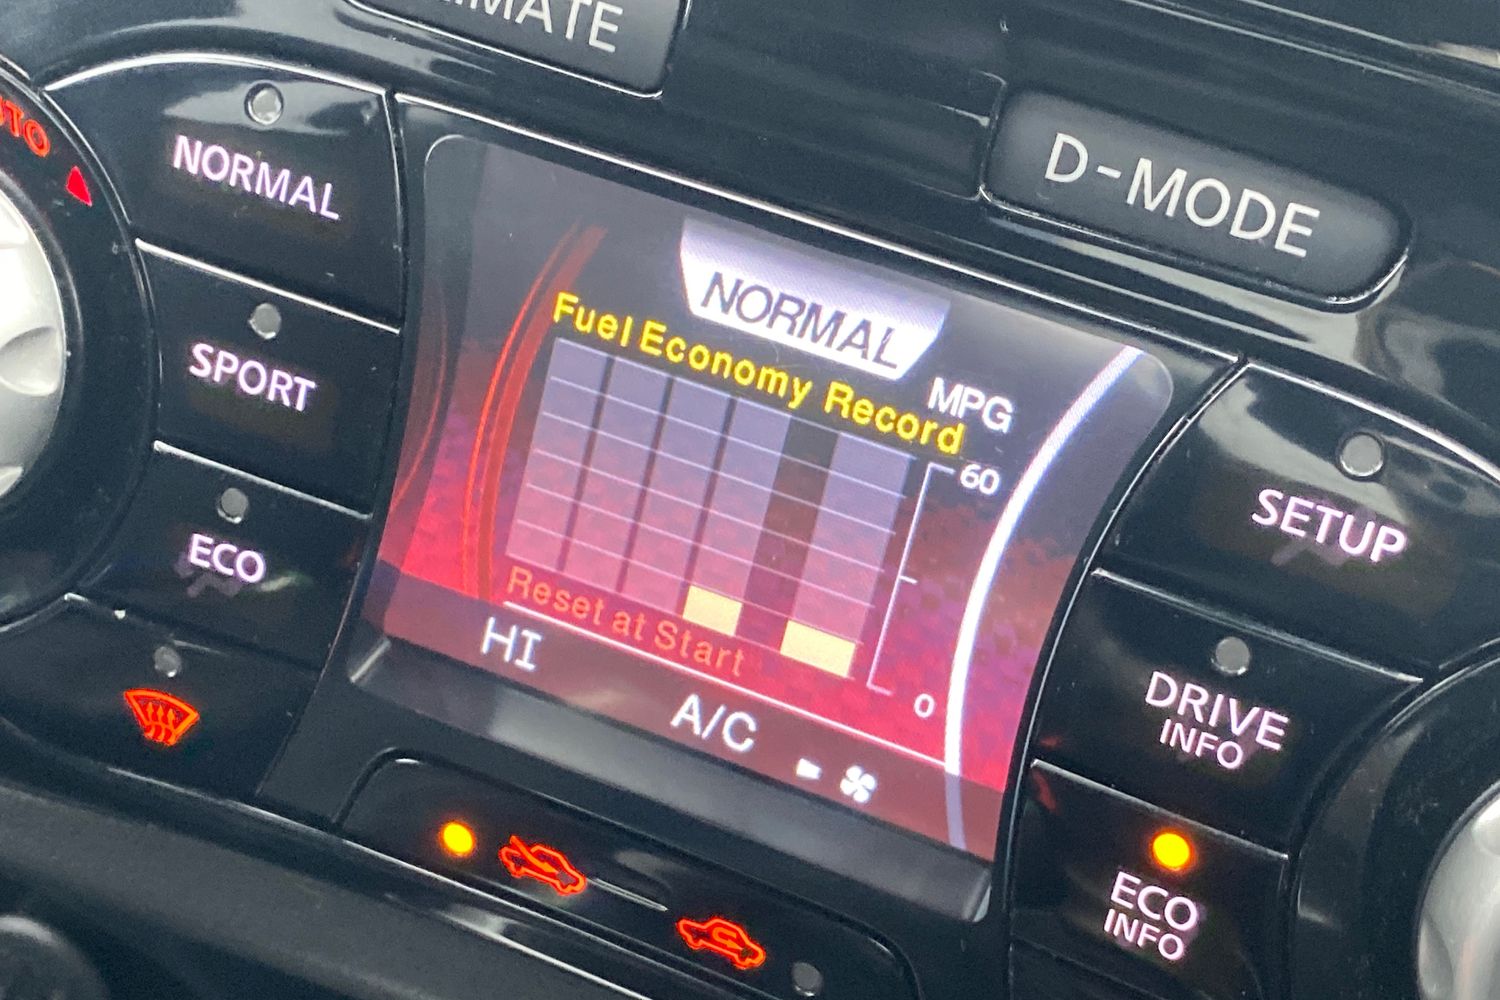 D-MODE
NORMAL
SPORT
ECO
NORMAL
Fuel Economy Record
MPG
60
0
Reset at Start
HI
A/C
SETUP
DRIVE
INFO
ECO
INFO